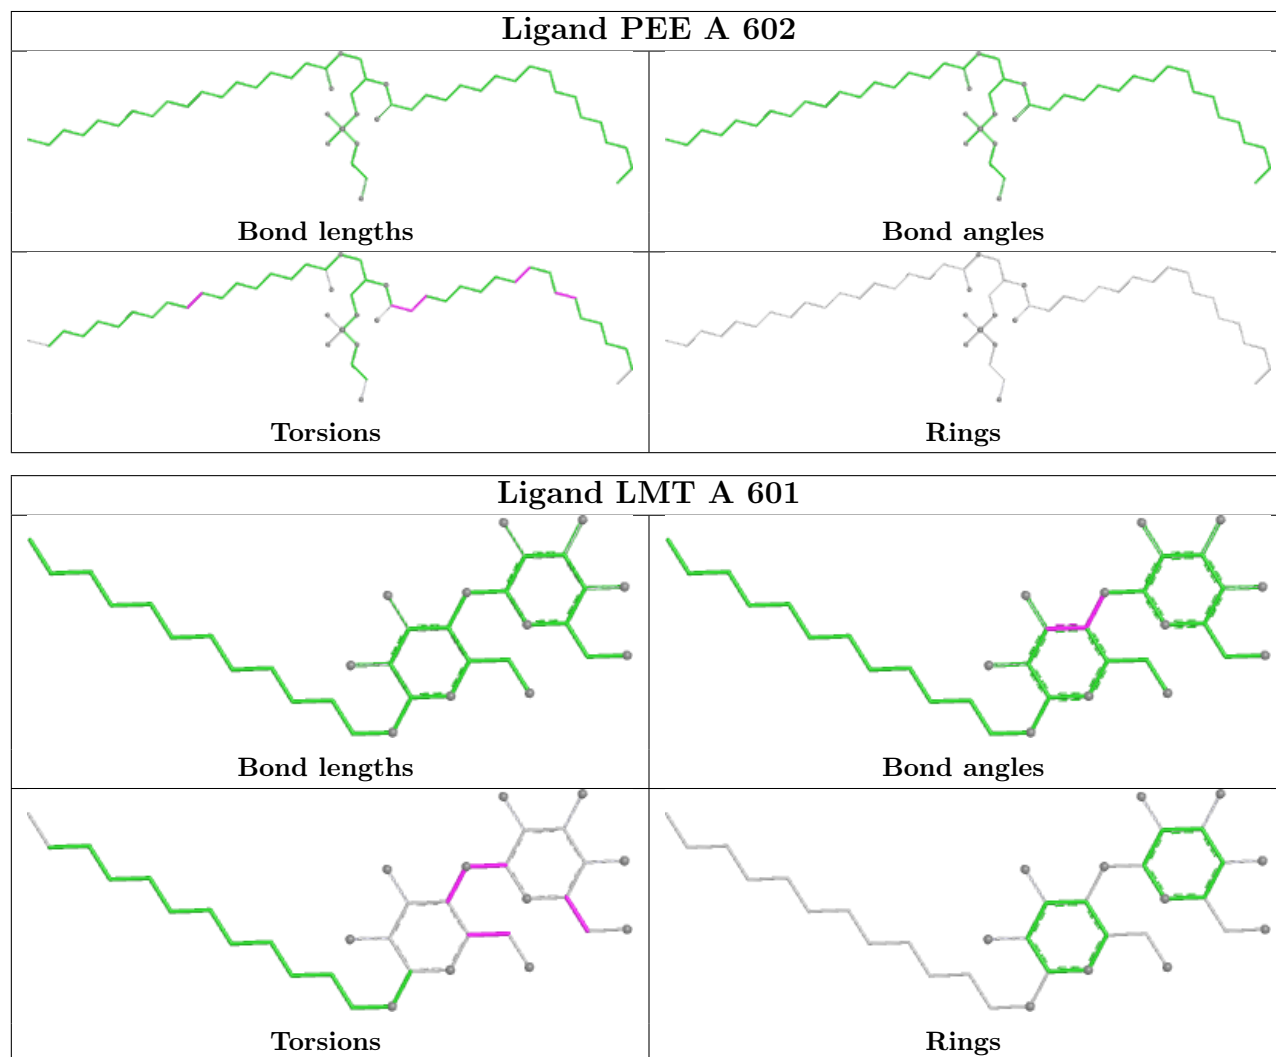 Ligand PEE A 602
Bond lengths
Bond angles
Torsions
Rings
Ligand LMT A 601
Bond lengths
Bond angles
Torsions
Rings